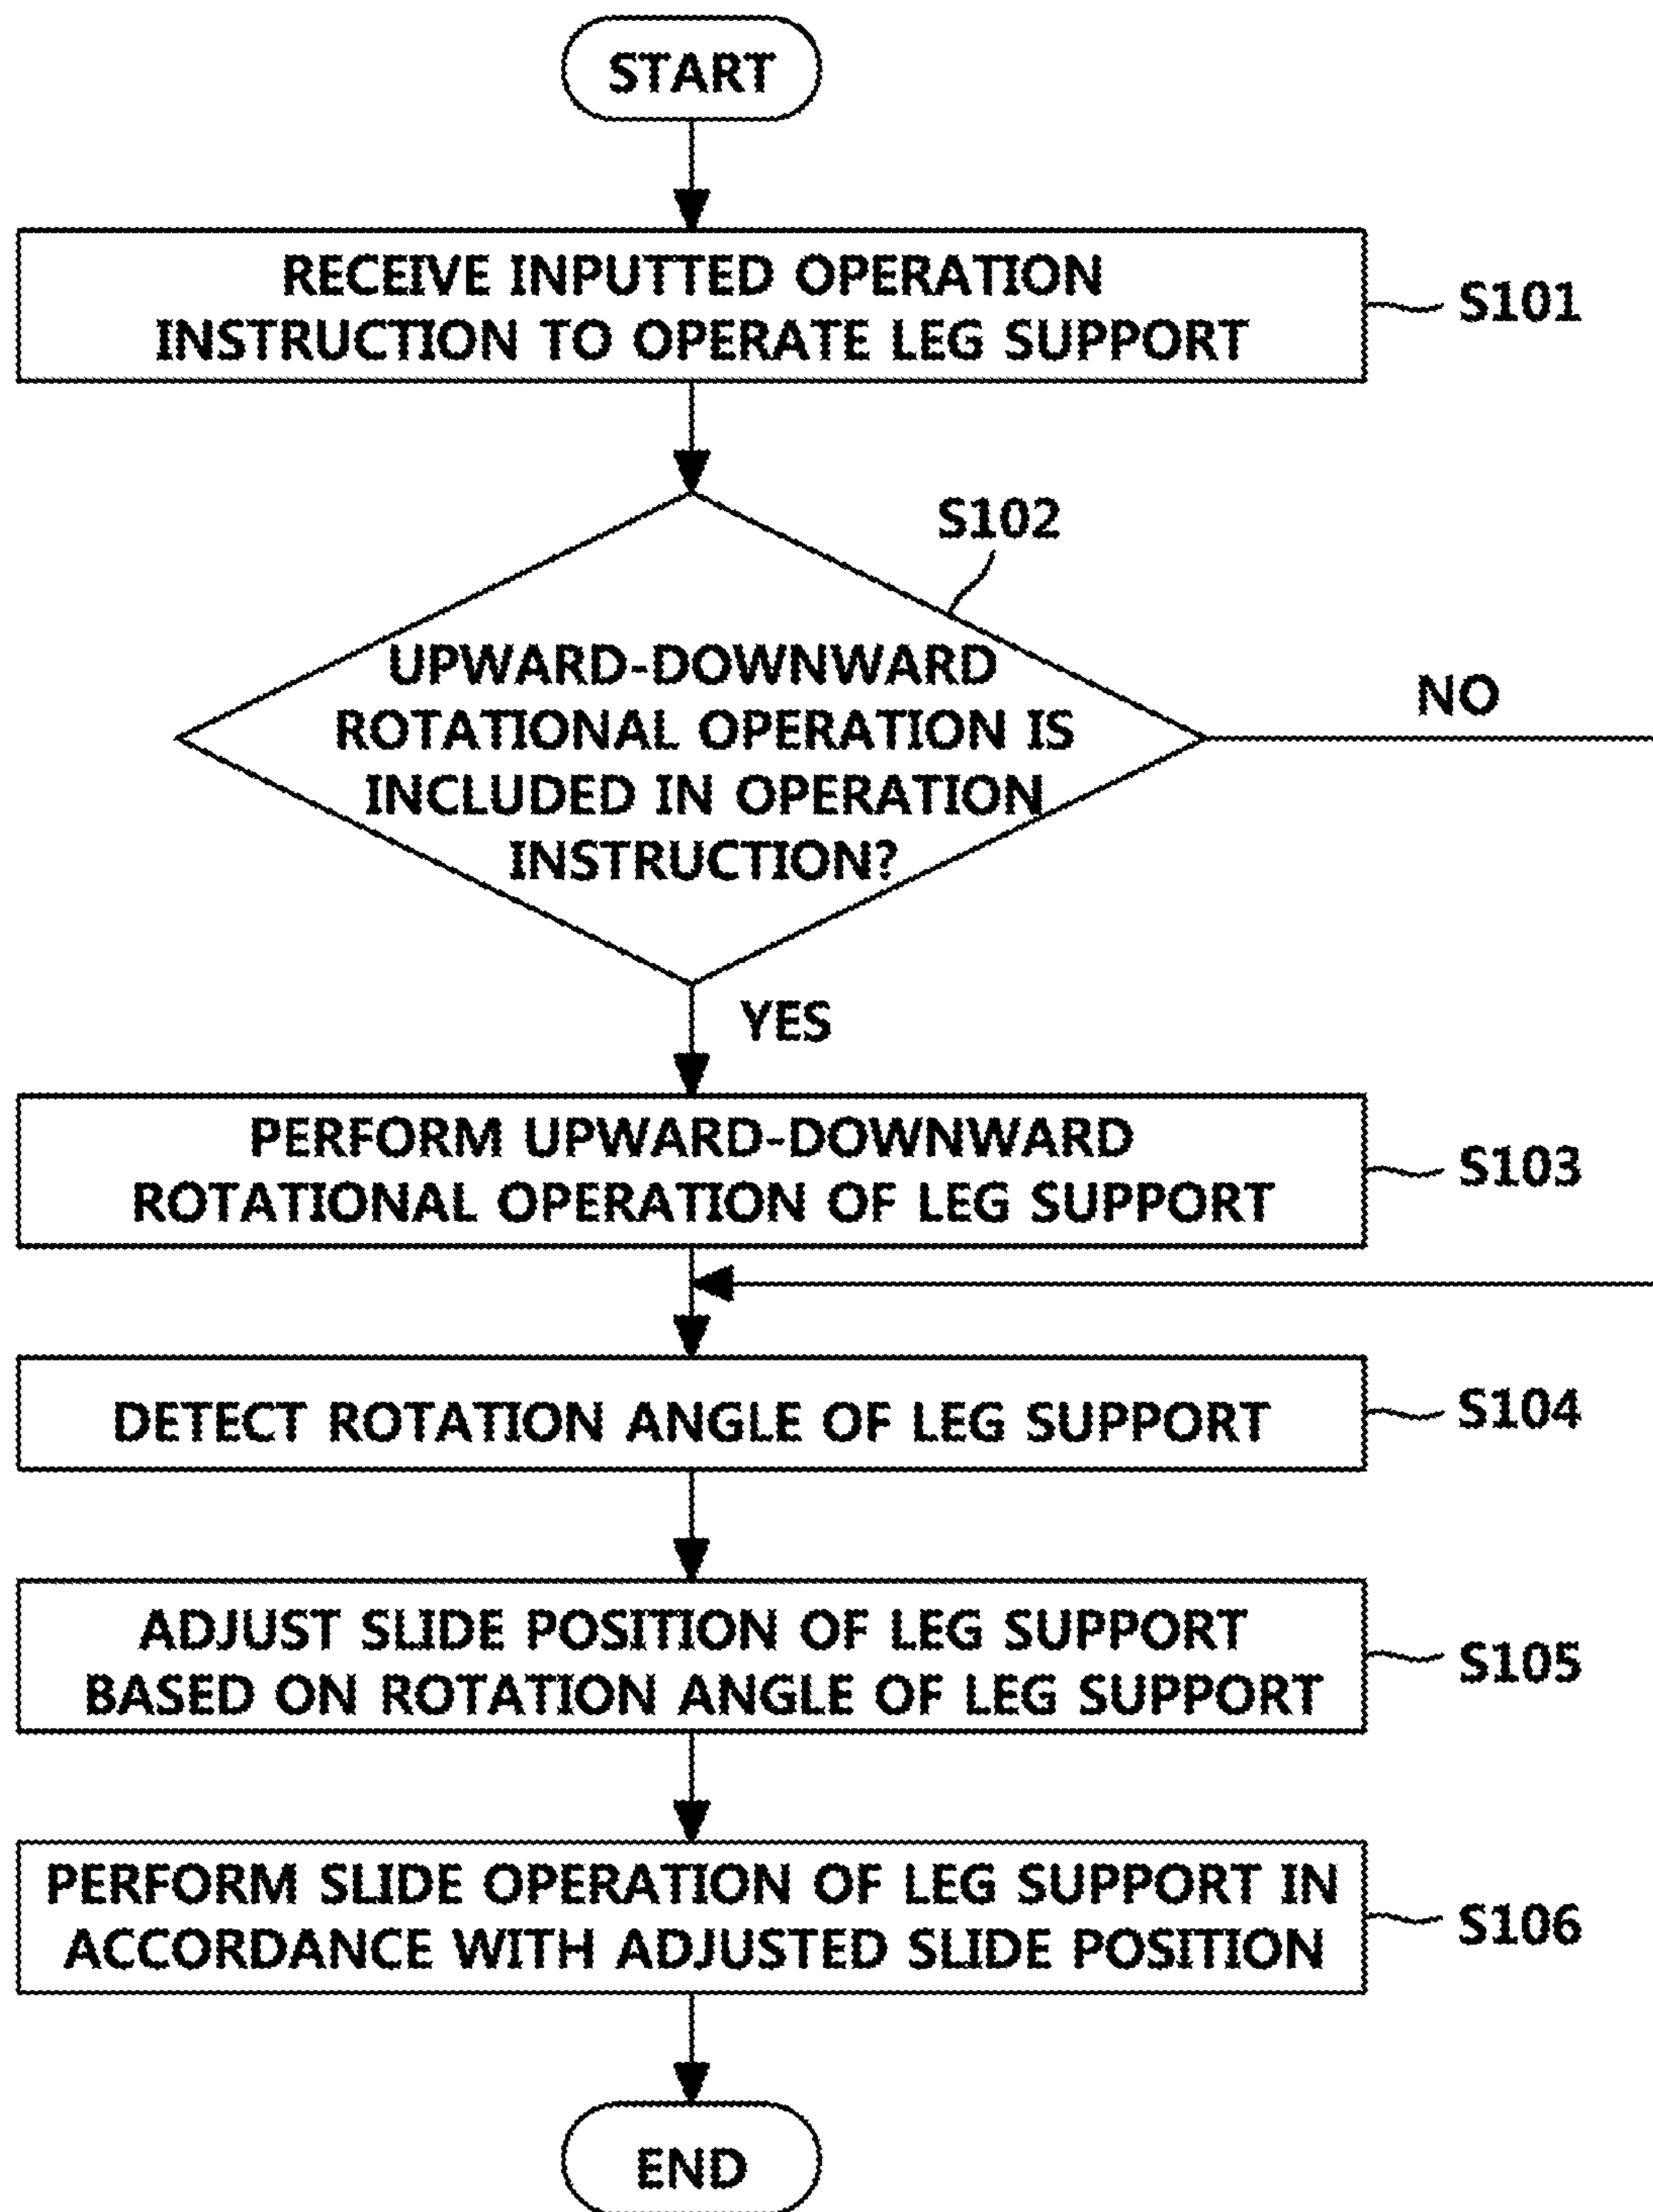 START
RECEIVE INPUTTED OPERATION
INSTRUCTION TO OPERATE LEG SUPPORT
S101
S102
UPWARD-DOWNWARD
ROTATIONAL OPERATION IS
INCLUDED IN OPERATION
INSTRUCTION?
NO
YES
PERFORM UPWARD-DOWNWARD
ROTATIONAL OPERATION OF LEG SUPPORT
S103
DETECT ROTATION ANGLE OF LEG SUPPORT
S104
ADJUST SLIDE POSITION OF LEG SUPPORT
BASED ON ROTATION ANGLE OF LEG SUPPORT
S105
PERFORM SLIDE OPERATION OF LEG SUPPORT IN
ACCORDANCE WITH ADJUSTED SLIDE POSITION
S106
END